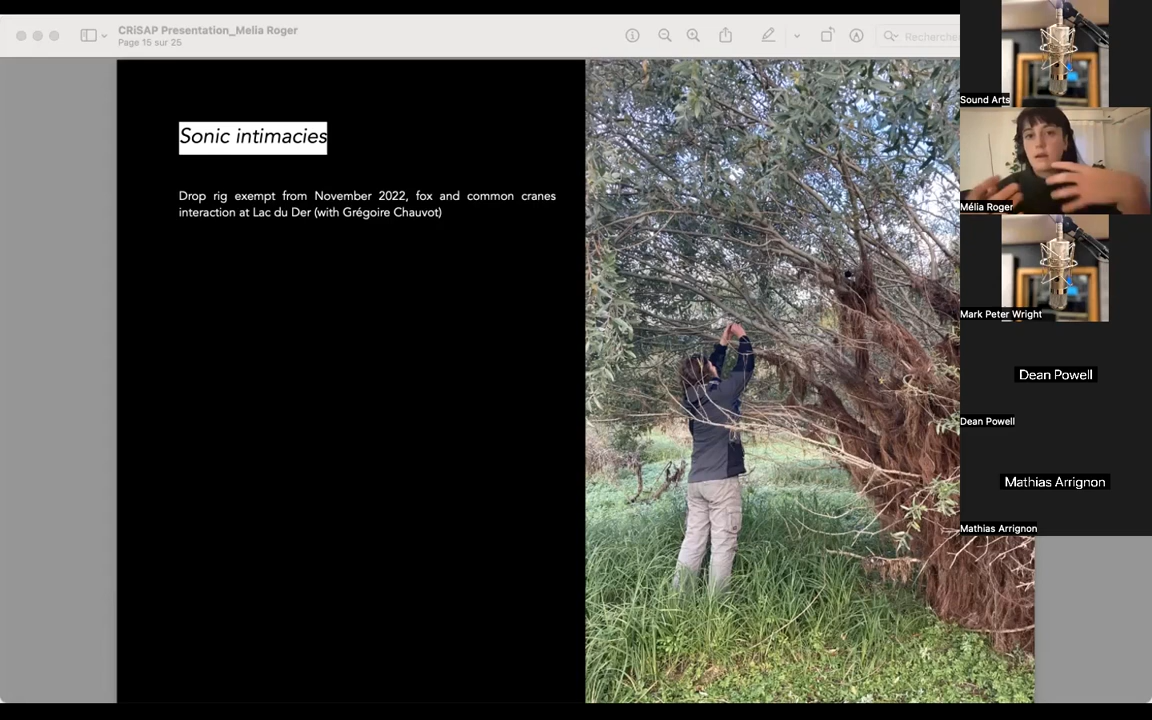 CRiSAP Presentation_Melia Roger
Page 15 sur 25
Recherche
Sonic intimacies
Drop rig exempt from November 2022, fox and common cranes
interaction at Lac du Der (with Grégoire Chauvot)
Sound Arts
Mélia Roger
Mark Peter Wright
Dean Powell
Dean Powell
Mathias Arrignon
Mathias Arrignon